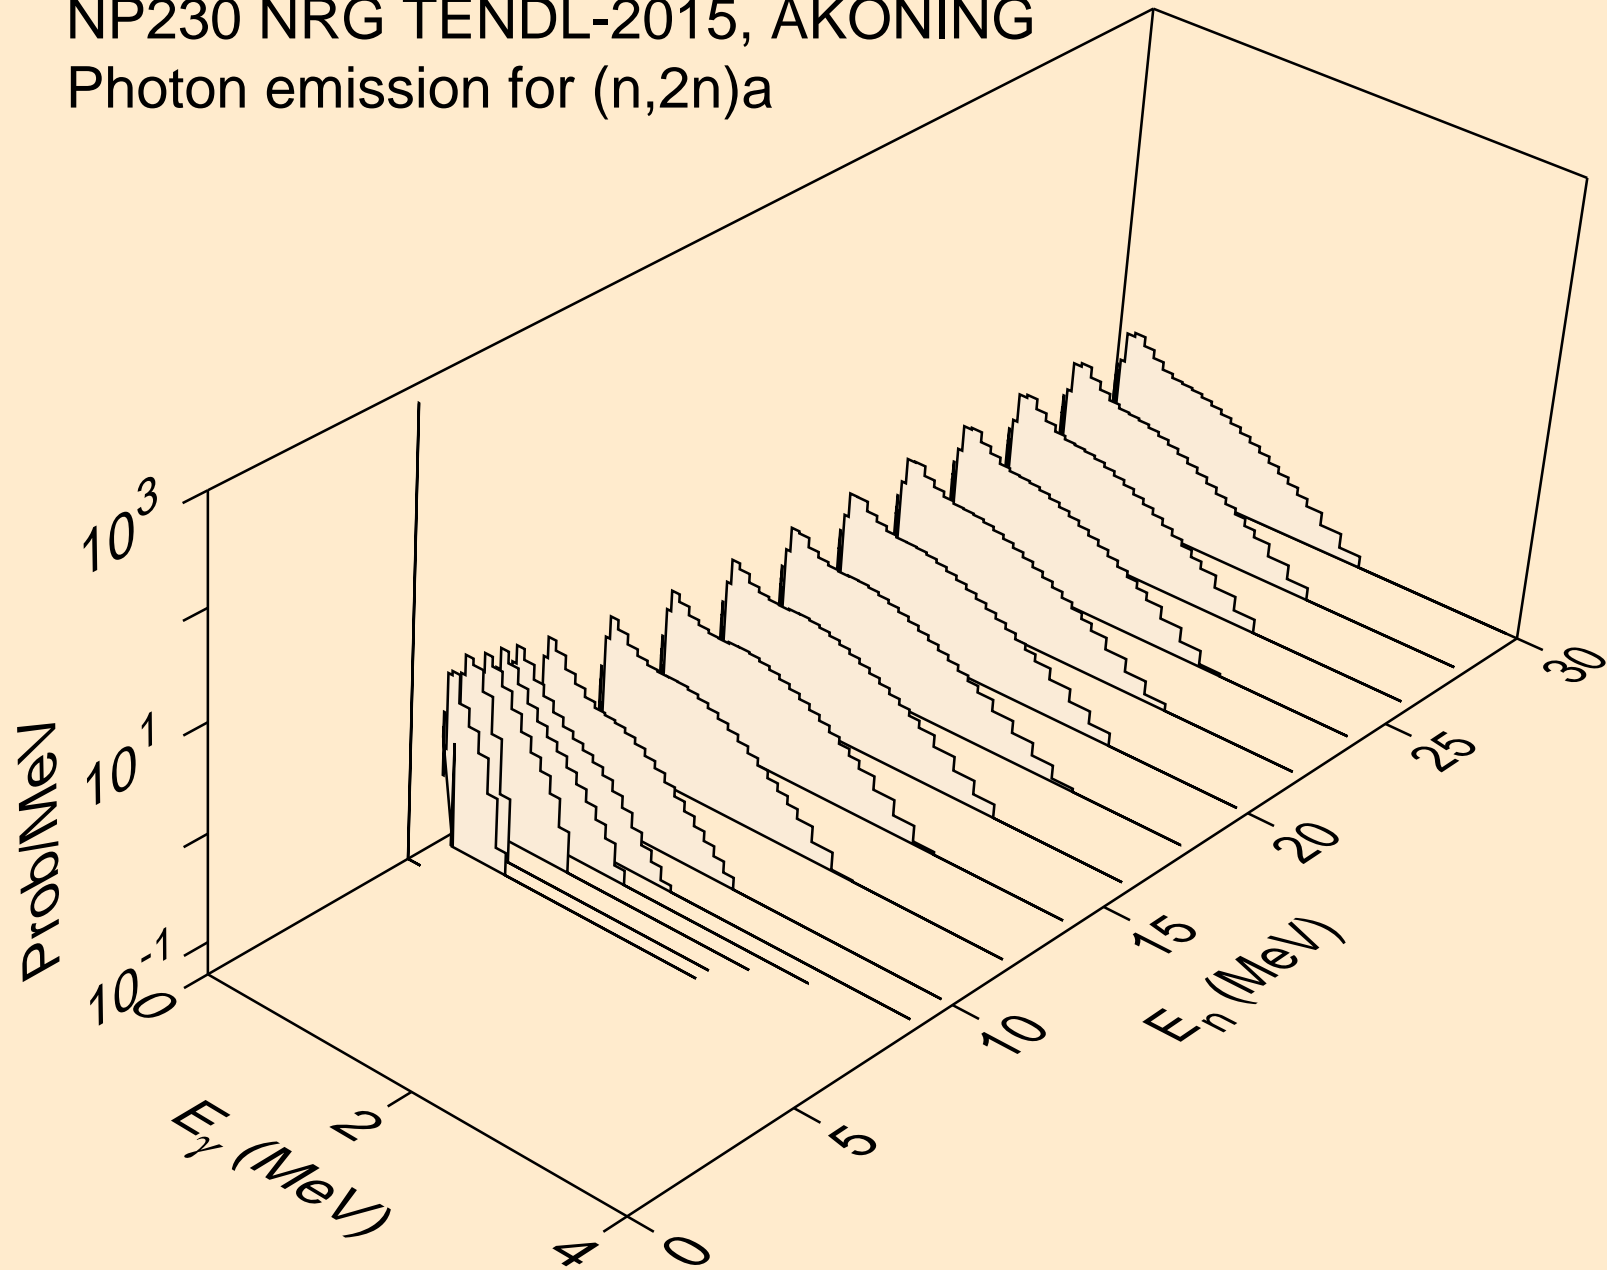 NP230 NRG TENDL-2015, AKONING
Photon emission for (n,2n)a
Prob/MeV
10^3
10^1
10^-1
0
2
4
Eγ (MeV)
0
5
10
15
20
25
30
En (MeV)